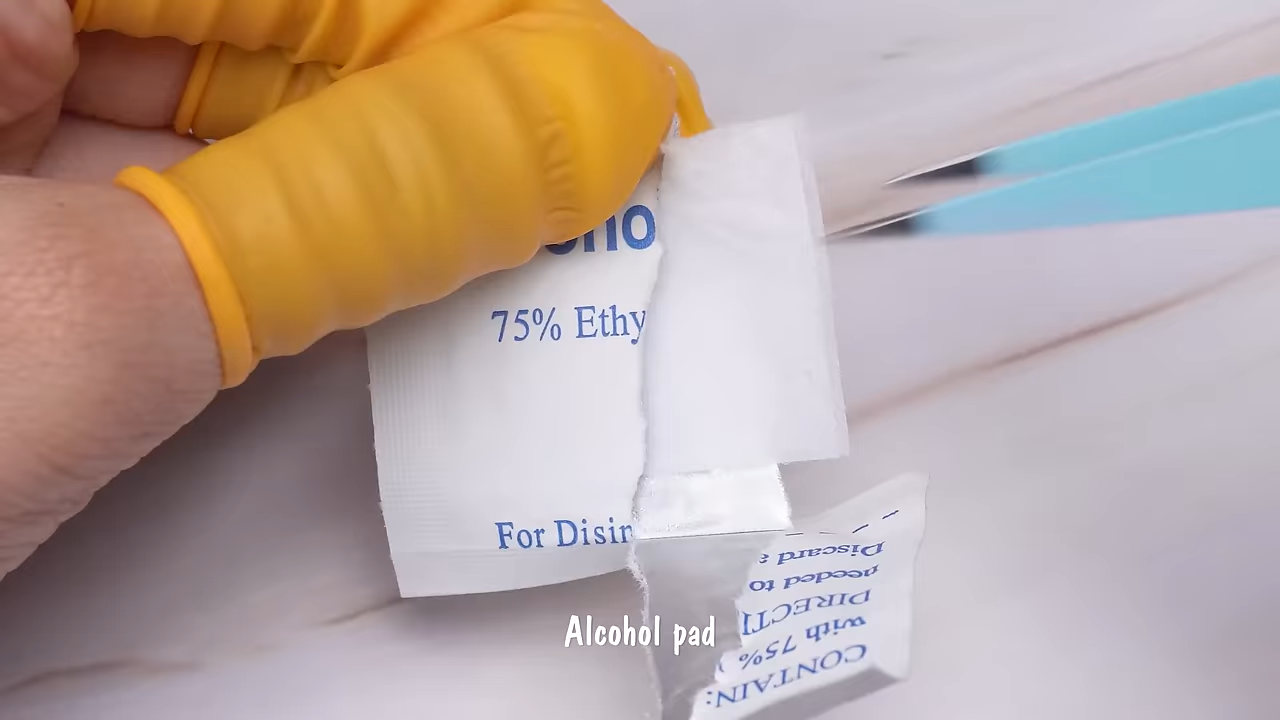 75% Ethy
For Disin
Discard
needed to
DIRECTI
with 75%
CONTAIN:
Alcohol pad